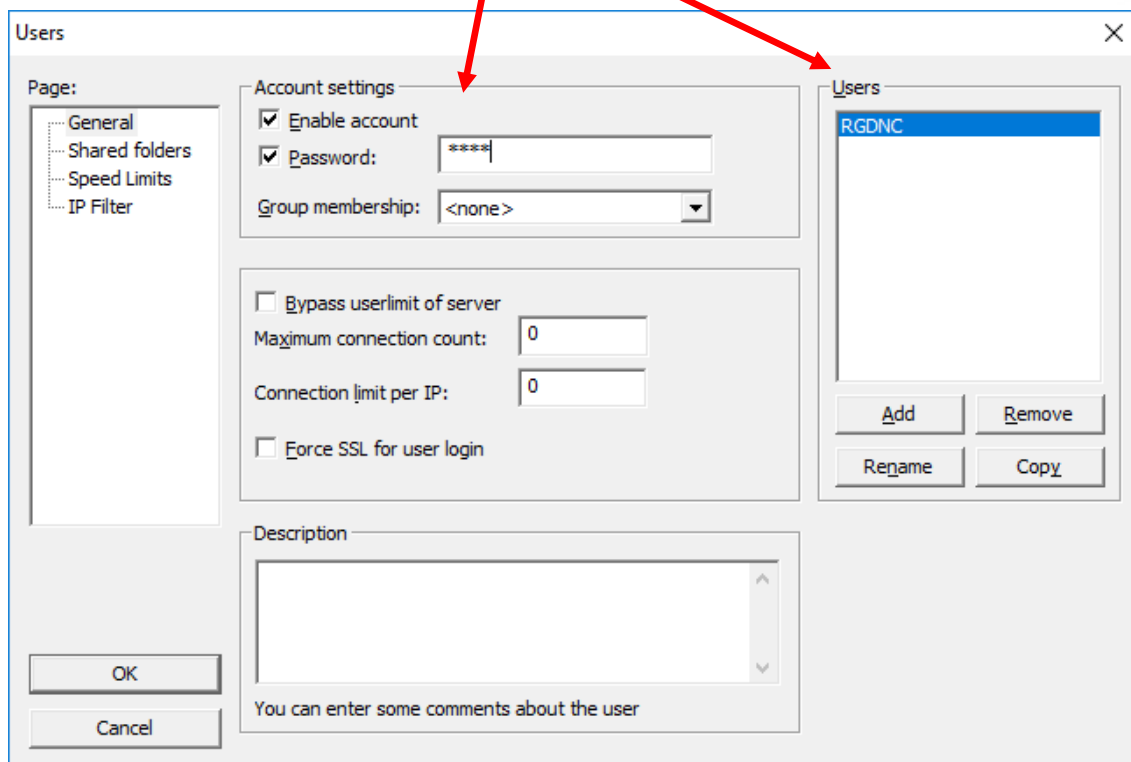 Users
Page:
General
Shared folders
Speed Limits
IP Filter
Account settings
Enable account
Password:
****
Group membership:
<none>
Bypass userlimit of server
Maximum connection count:
0
Connection limit per IP:
0
Force SSL for user login
Description
You can enter some comments about the user
Users
RGDNC
Add
Remove
Rename
Copy
OK
Cancel